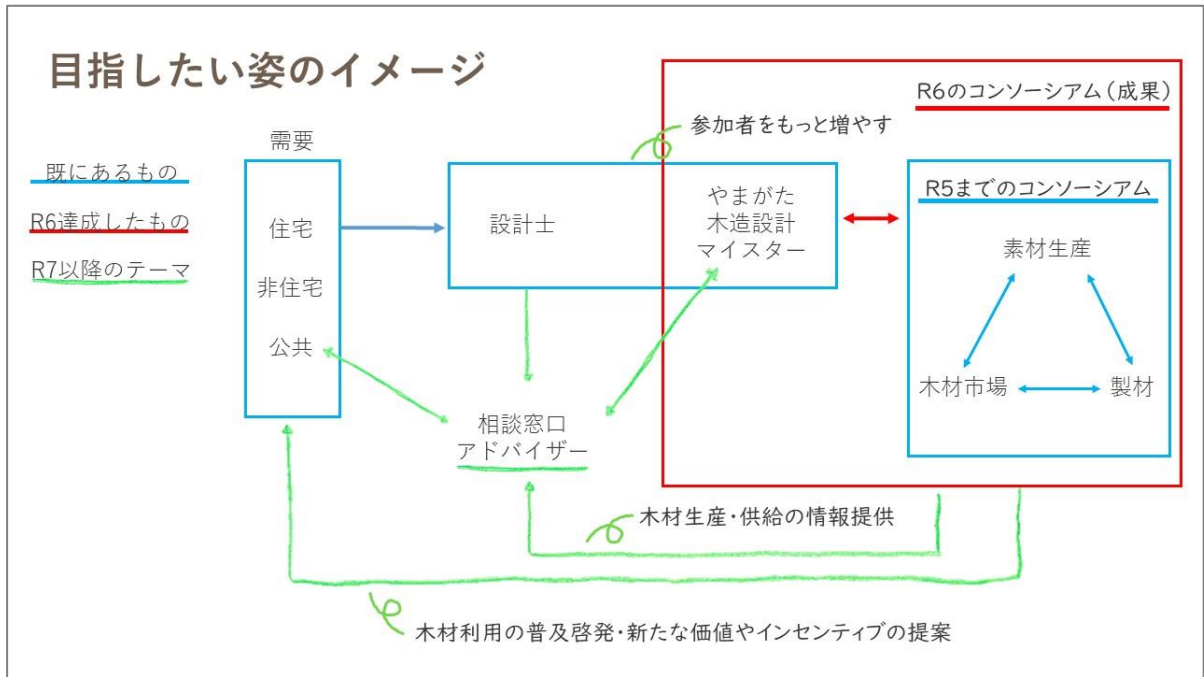 目指したい姿のイメージ
既にあるもの
R6達成したもの
R7以降のテーマ
需要
住宅
非住宅
公共
設計士
参加者をもっと増やす
やまがた
木造設計
マイスター
R6のコンソーシアム(成果)
R5までのコンソーシアム
素材生産
木材市場
製材
相談窓口
アドバイザー
木材生産・供給の情報提供
木材利用の普及啓発・新たな価値やインセンティブの提案